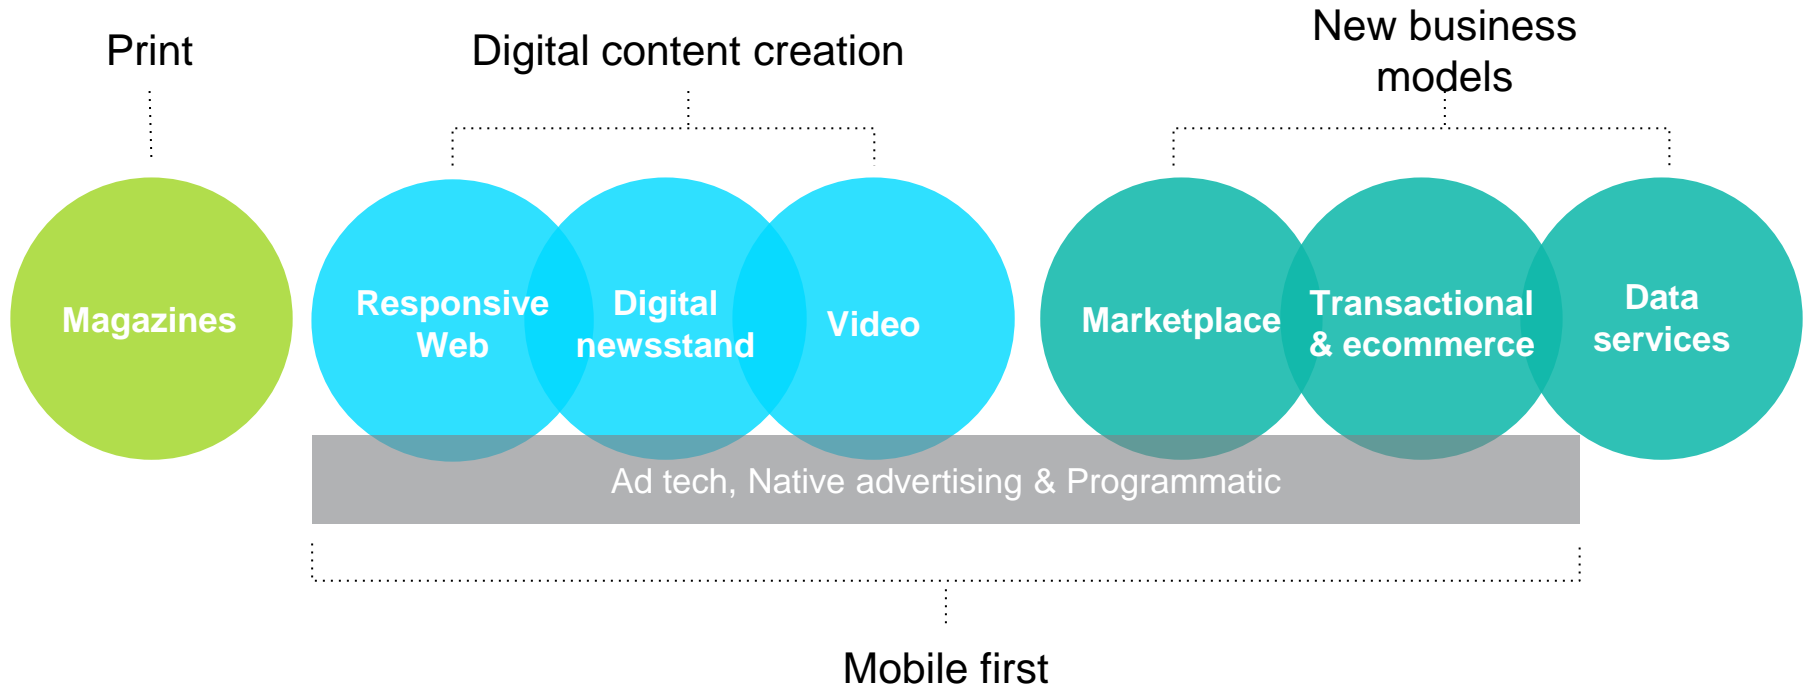 Print
Digital content creation
New business
models
Magazines
Responsive
Web
Digital
newsstand
Video
Marketplace
Transactional
& ecommerce
Data
services
Ad tech, Native advertising & Programmatic
Mobile first